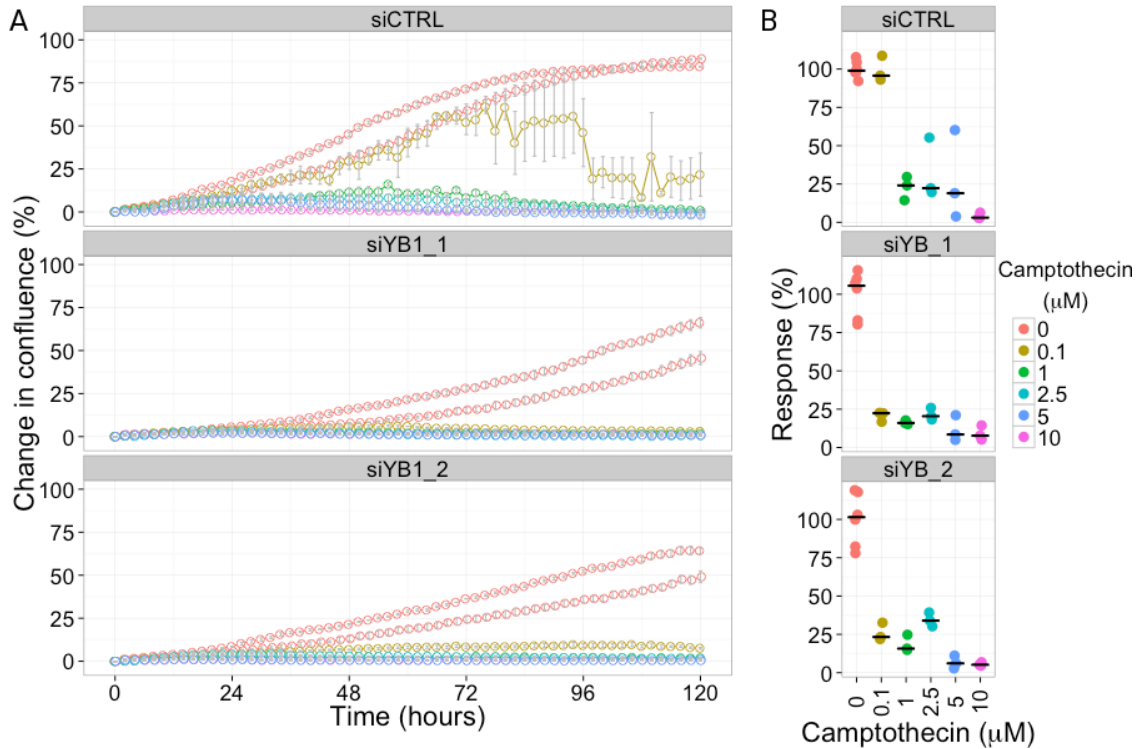 A
siCTRL
100
75
50
25
0
siYB1_1
100
75
50
25
0
siYB1_2
100
75
50
25
0
Change in confluence (%)
0 24 48 72 96 120
Time (hours)
B
siCTRL
100
75
50
25
0
siYB_1
100
75
50
25
0
siYB_2
100
75
50
25
0
Response (%)
0 0.1 1 2.5 5 10
Camptothecin (μM)
Camptothecin
(μM)
0
0.1
1
2.5
5
10